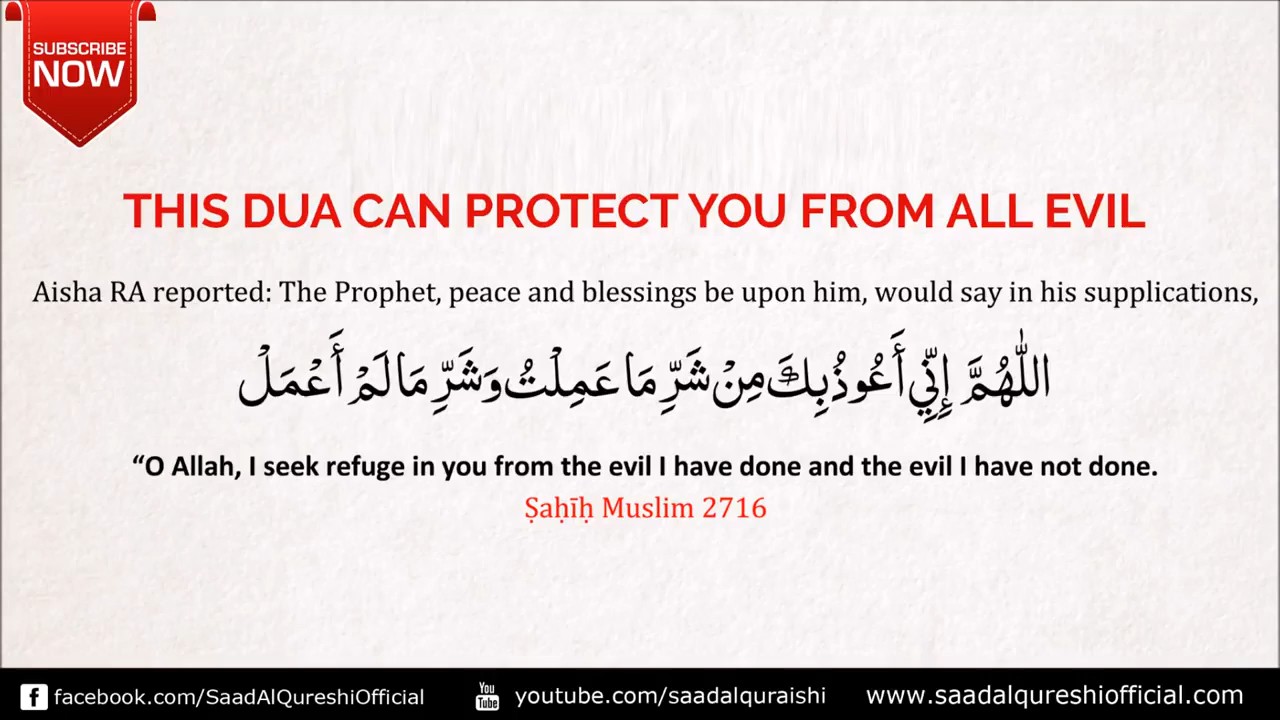 SUBSCRIBE
NOW
THIS DUA CAN PROTECT YOU FROM ALL EVIL
Aisha RA reported: The Prophet, peace and blessings be upon him, would say in his supplications,
اللّٰهُمَّ إِنِّي أَعُوذُ بِكَ مِنْ شَرِّ مَا عَمِلْتُ وَشَرِّ مَا لَمْ أَعْمَلْ
“O Allah, I seek refuge in you from the evil I have done and the evil I have not done.
Ṣaḥīḥ Muslim 2716
facebook.com/SaadAlQureshiOfficial
You
Tube
youtube.com/saadalquraishi
www.saadalqureshiofficial.com